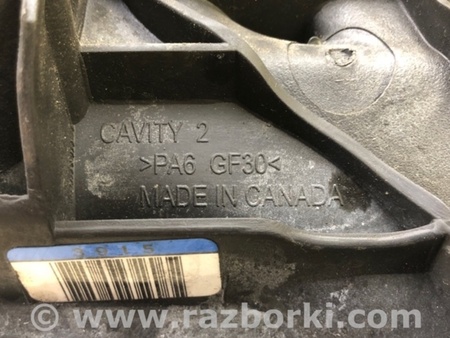 CAVITY 2
>PA6 GF30<
MADE IN CANADA
www.razborki.com